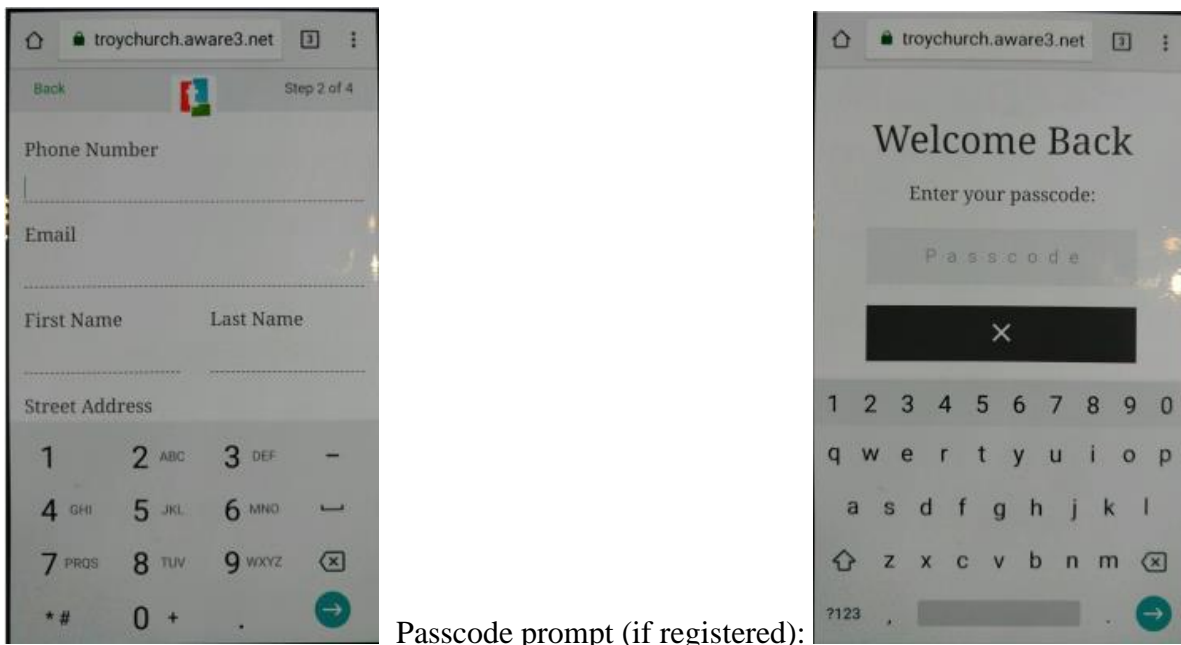 troychurch.aware3.net 3
Back t Step 2 of 4
Phone Number
Email
First Name Last Name
Street Address
1 2 ABC 3 DEF -
4 GHI 5 JKL 6 MNO
7 PRQS 8 TUV 9 WXYZ
* # 0 + .
Passcode prompt (if registered):
troychurch.aware3.net 3
Welcome Back
Enter your passcode:
Passcode
1 2 3 4 5 6 7 8 9 0
q w e r t y u i o p
a s d f g h j k l
z x c v b n m
?123 , .